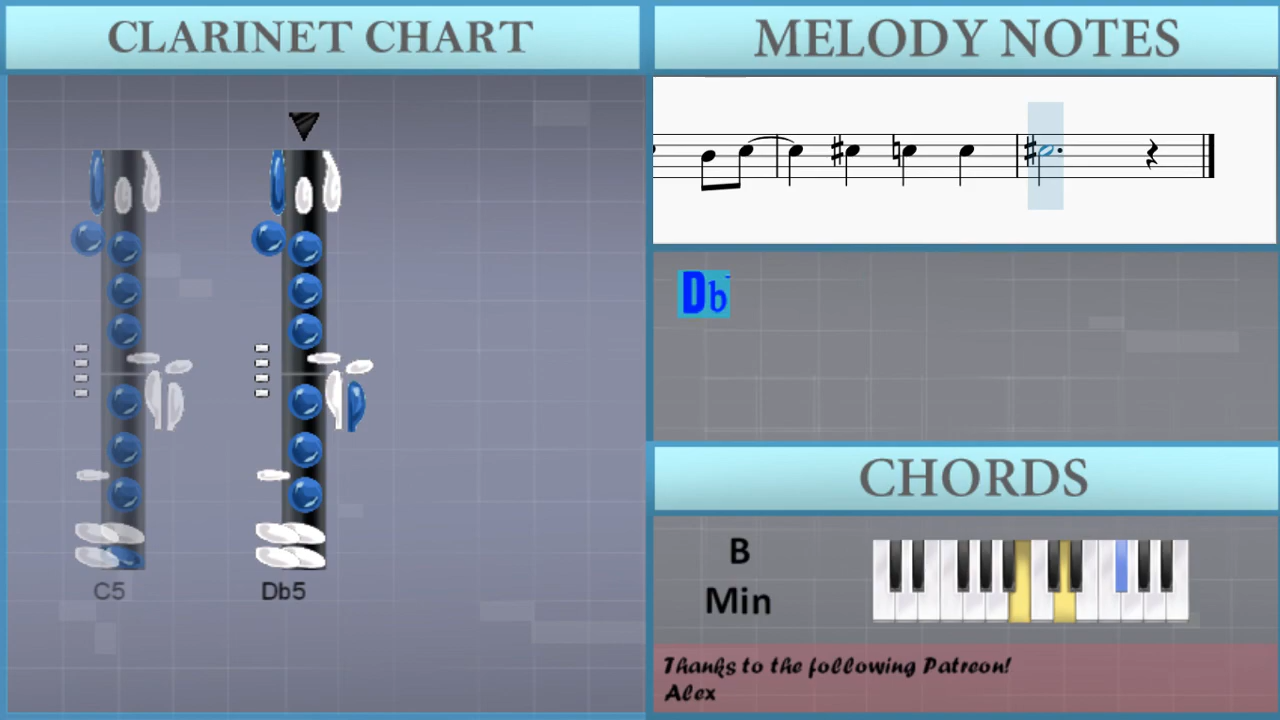 CLARINET CHART
C5
Db5
MELODY NOTES
Db
CHORDS
B
Min
Thanks to the following Patreon!
Alex